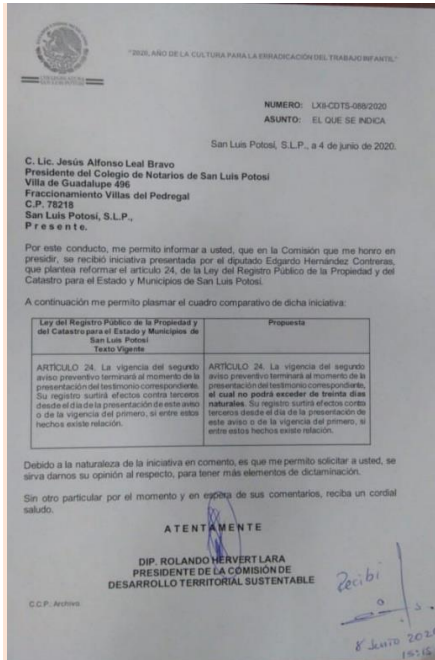 "2020, AÑO DE LA CULTURA PARA LA ERRADICACIÓN DEL TRABAJO INFANTIL"
SAN LUIS POTOSÍ
NUMERO: LXII-CDTS-088/2020
ASUNTO: EL QUE SE INDICA
San Luis Potosí, S.L.P., a 4 de junio de 2020.
C. Lic. Jesús Alfonso Leal Bravo
Presidente del Colegio de Notarios de San Luis Potosí
Villa de Guadalupe 496
Fraccionamiento Villas del Pedregal
C.P. 78218
San Luis Potosí, S.L.P.,
P r e s e n t e.
Por este conducto, me permito informar a usted, que en la Comisión que me honro en
presidir, se recibió iniciativa presentada por el diputado Edgardo Hernández Contreras,
que plantea reformar el artículo 24, de la Ley del Registro Público de la Propiedad y del
Catastro para el Estado y Municipios de San Luis Potosí.
A continuación me permito plasmar el cuadro comparativo de dicha iniciativa:
Ley del Registro Público de la Propiedad y
del Catastro para el Estado y Municipios de
San Luis Potosí
Texto Vigente
Propuesta
ARTÍCULO 24. La vigencia del segundo
aviso preventivo terminará al momento de la
presentación del testimonio correspondiente.
Su registro surtirá efectos contra terceros
desde el día de la presentación de este aviso
o de la vigencia del primero, si entre estos
hechos existe relación.
ARTÍCULO 24. La vigencia del segundo
aviso preventivo terminará al momento de la
presentación del testimonio correspondiente,
el cual no podrá exceder de treinta días
naturales. Su registro surtirá efectos contra
terceros desde el día de la presentación de
este aviso o de la vigencia del primero, si
entre estos hechos existe relación.
Debido a la naturaleza de la iniciativa en comento, es que me permito solicitar a usted, se
sirva darnos su opinión al respecto, para tener más elementos de dictaminación.
Sin otro particular por el momento y en espera de sus comentarios, reciba un cordial
saludo.
A T E N T A M E N T E
DIP. ROLANDO HERVERT LARA
PRESIDENTE DE LA COMISIÓN DE
DESARROLLO TERRITORIAL SUSTENTABLE
C.C.P. Archivo.
Recibí
8 Junio 2020
15:15